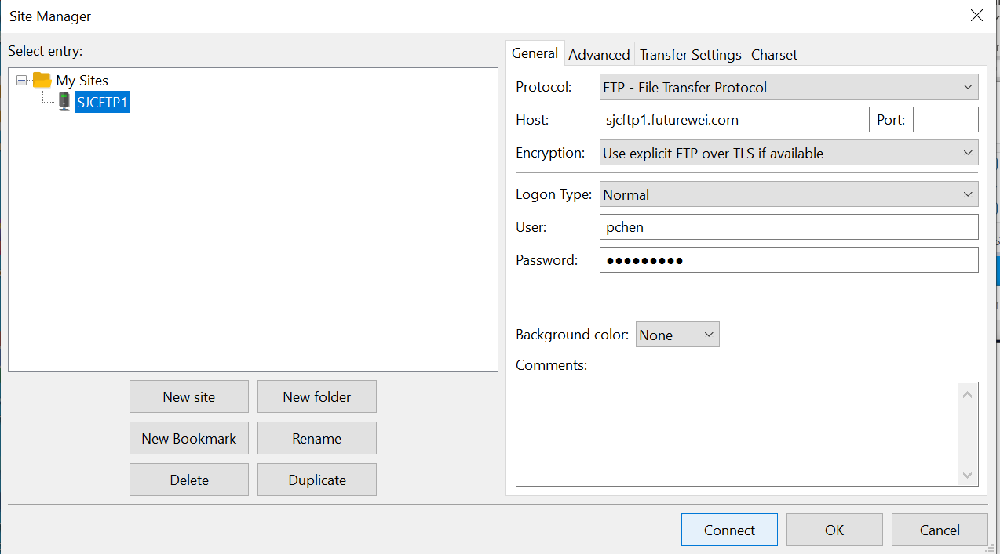 Site Manager
Select entry:
My Sites
SJCFTP1
New site
New folder
New Bookmark
Rename
Delete
Duplicate
General
Advanced
Transfer Settings
Charset
Protocol:
FTP - File Transfer Protocol
Host:
sjcftp1.futurewei.com
Port:
Encryption:
Use explicit FTP over TLS if available
Logon Type:
Normal
User:
pchen
Password:
●●●●●●●●●
Background color:
None
Comments:
Connect
OK
Cancel